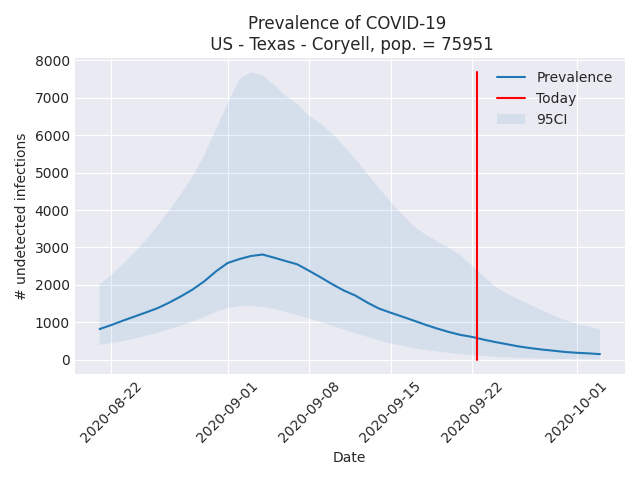 Prevalence of COVID-19
US - Texas - Coryell, pop. = 75951
Prevalence
Today
95CI
# undetected infections
8000
7000
6000
5000
4000
3000
2000
1000
0
2020-08-22
2020-09-01
2020-09-08
2020-09-15
2020-09-22
2020-10-01
Date